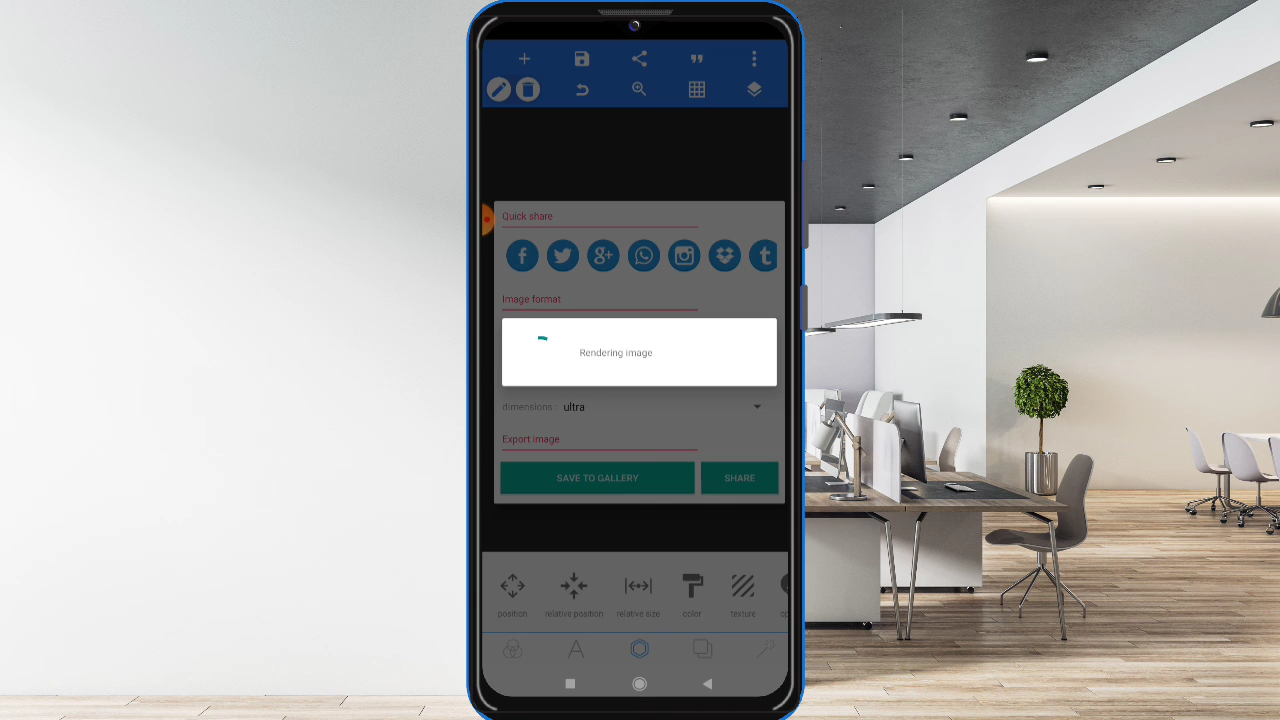 Quick share
Image format
Rendering image
dimensions : ultra
Export image
SAVE TO GALLERY SHARE
position relative position relative size color texture